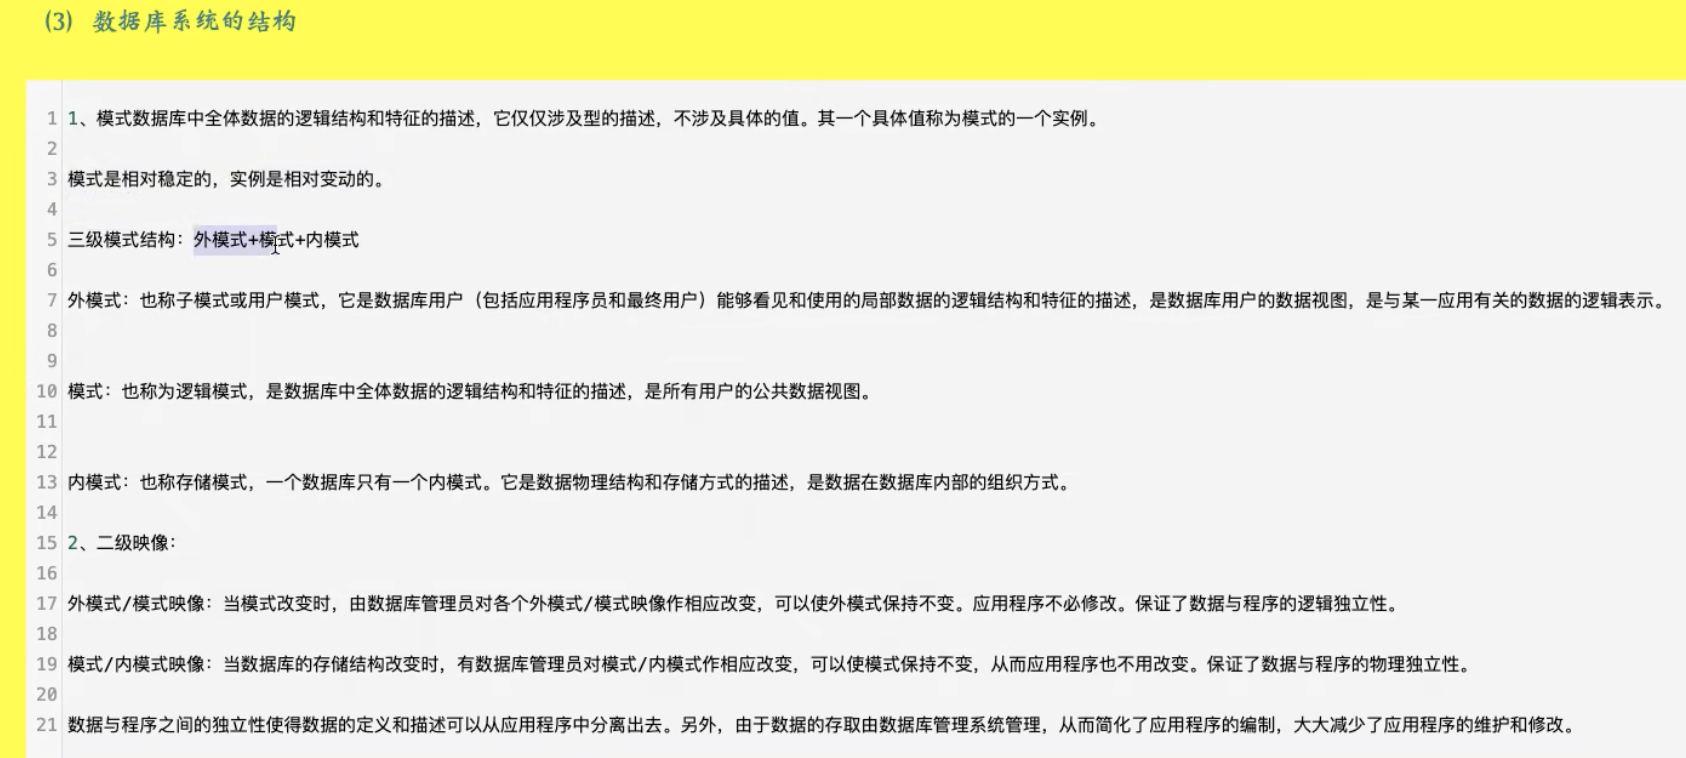 (3) 数据库系统的结构
1 1、模式数据库中全体数据的逻辑结构和特征的描述，它仅仅涉及型的描述，不涉及具体的值。其一个具体值称为模式的一个实例。
2
3 模式是相对稳定的，实例是相对变动的。
4
5 三级模式结构：外模式+模式+内模式
6
7 外模式：也称子模式或用户模式，它是数据库用户（包括应用程序员和最终用户）能够看见和使用的局部数据的逻辑结构和特征的描述，是数据库用户的数据视图，是与某一应用有关的数据的逻辑表示。
8
9
10 模式：也称为逻辑模式，是数据库中全体数据的逻辑结构和特征的描述，是所有用户的公共数据视图。
11
12
13 内模式：也称存储模式，一个数据库只有一个内模式。它是数据物理结构和存储方式的描述，是数据在数据库内部的组织方式。
14
15 2、二级映像：
16
17 外模式/模式映像：当模式改变时，由数据库管理员对各个外模式/模式映像作相应改变，可以使外模式保持不变。应用程序不必修改。保证了数据与程序的逻辑独立性。
18
19 模式/内模式映像：当数据库的存储结构改变时，有数据库管理员对模式/内模式作相应改变，可以使模式保持不变，从而应用程序也不用改变。保证了数据与程序的物理独立性。
20
21 数据与程序之间的独立性使得数据的定义和描述可以从应用程序中分离出去。另外，由于数据的存取由数据库管理系统管理，从而简化了应用程序的编制，大大减少了应用程序的维护和修改。